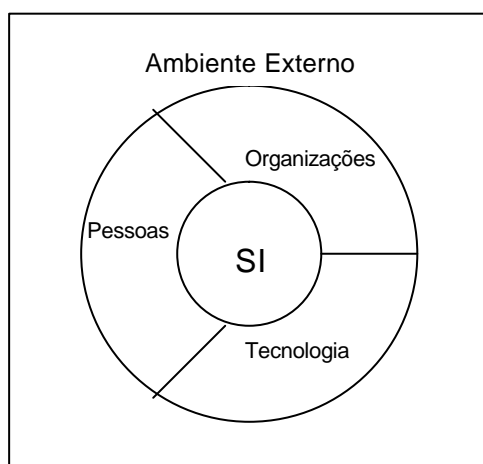 Ambiente Externo
Organizações
Pessoas
SI
Tecnologia